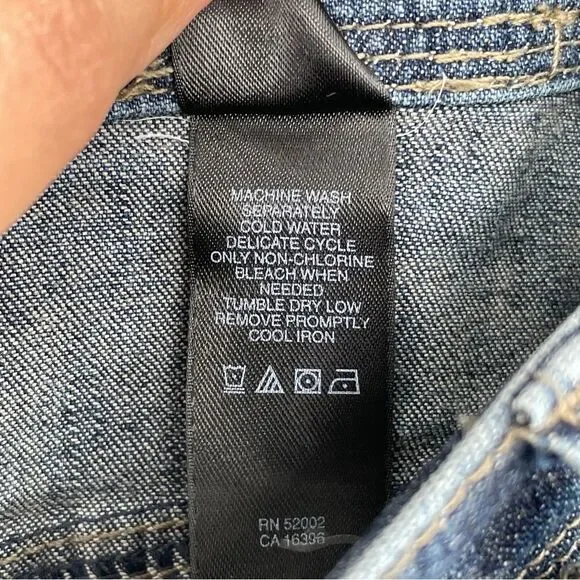 MACHINE WASH
SEPARATELY
COLD WATER
DELICATE CYCLE
ONLY NON-CHLORINE
BLEACH WHEN
NEEDED
TUMBLE DRY LOW
REMOVE PROMPTLY
COOL IRON
RN 52002
CA 16396